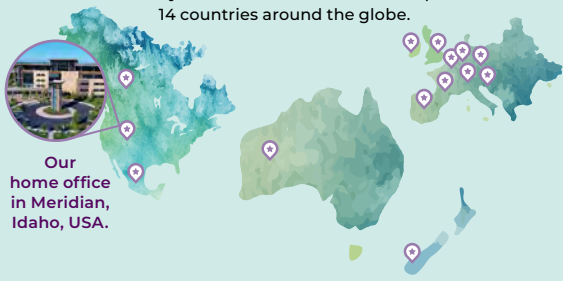 14 countries around the globe.
Our
home office
in Meridian,
Idaho, USA.